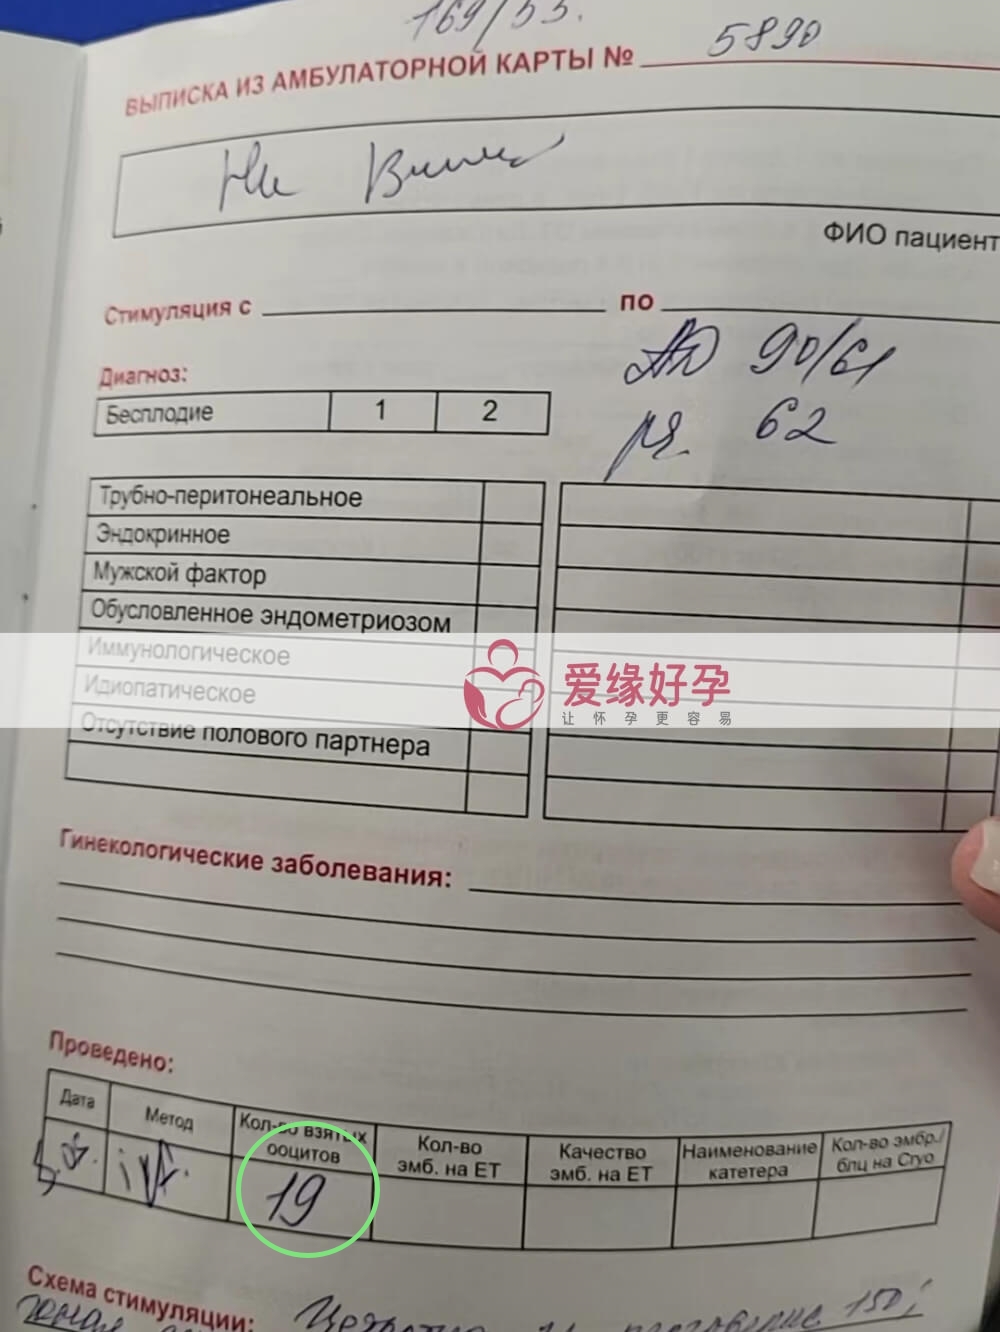 169/55.
ВЫПИСКА ИЗ АМБУЛАТОРНОЙ КАРТЫ № 5890
ФИО пациент
Стимуляция с по
АД 90/61
Диагноз:
Бесплодие 1 2
ps. 62
Трубно-перитонеальное
Эндокринное
Мужской фактор
Обусловленное эндометриозом
Иммунологическое
爱缘好孕
Идиопатическое
让怀孕更容易
Отсутствие полового партнера
Гинекологические заболевания:
Проведено:
Дата Метод Кол-во взятых ооцитов Кол-во эмб. на ЕТ Качество эмб. на ЕТ Наименование катетера Кол-во эмбр./ блц на Cryo
ivf. 19
Схема стимуляции: 150